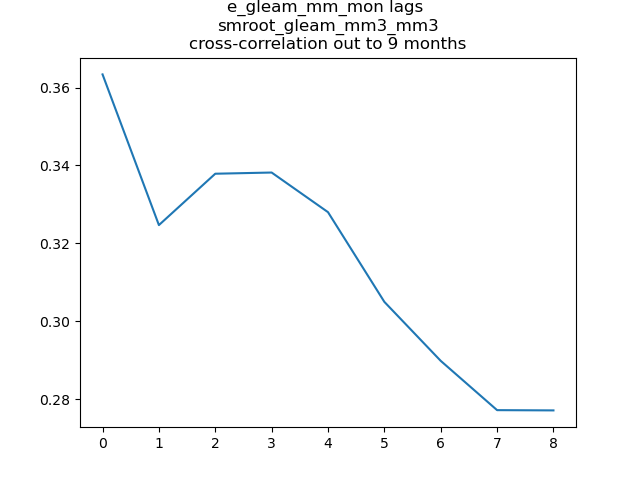 e_gleam_mm_mon lags
smroot_gleam_mm3_mm3
cross-correlation out to 9 months
0.36
0.34
0.32
0.30
0.28
0 1 2 3 4 5 6 7 8